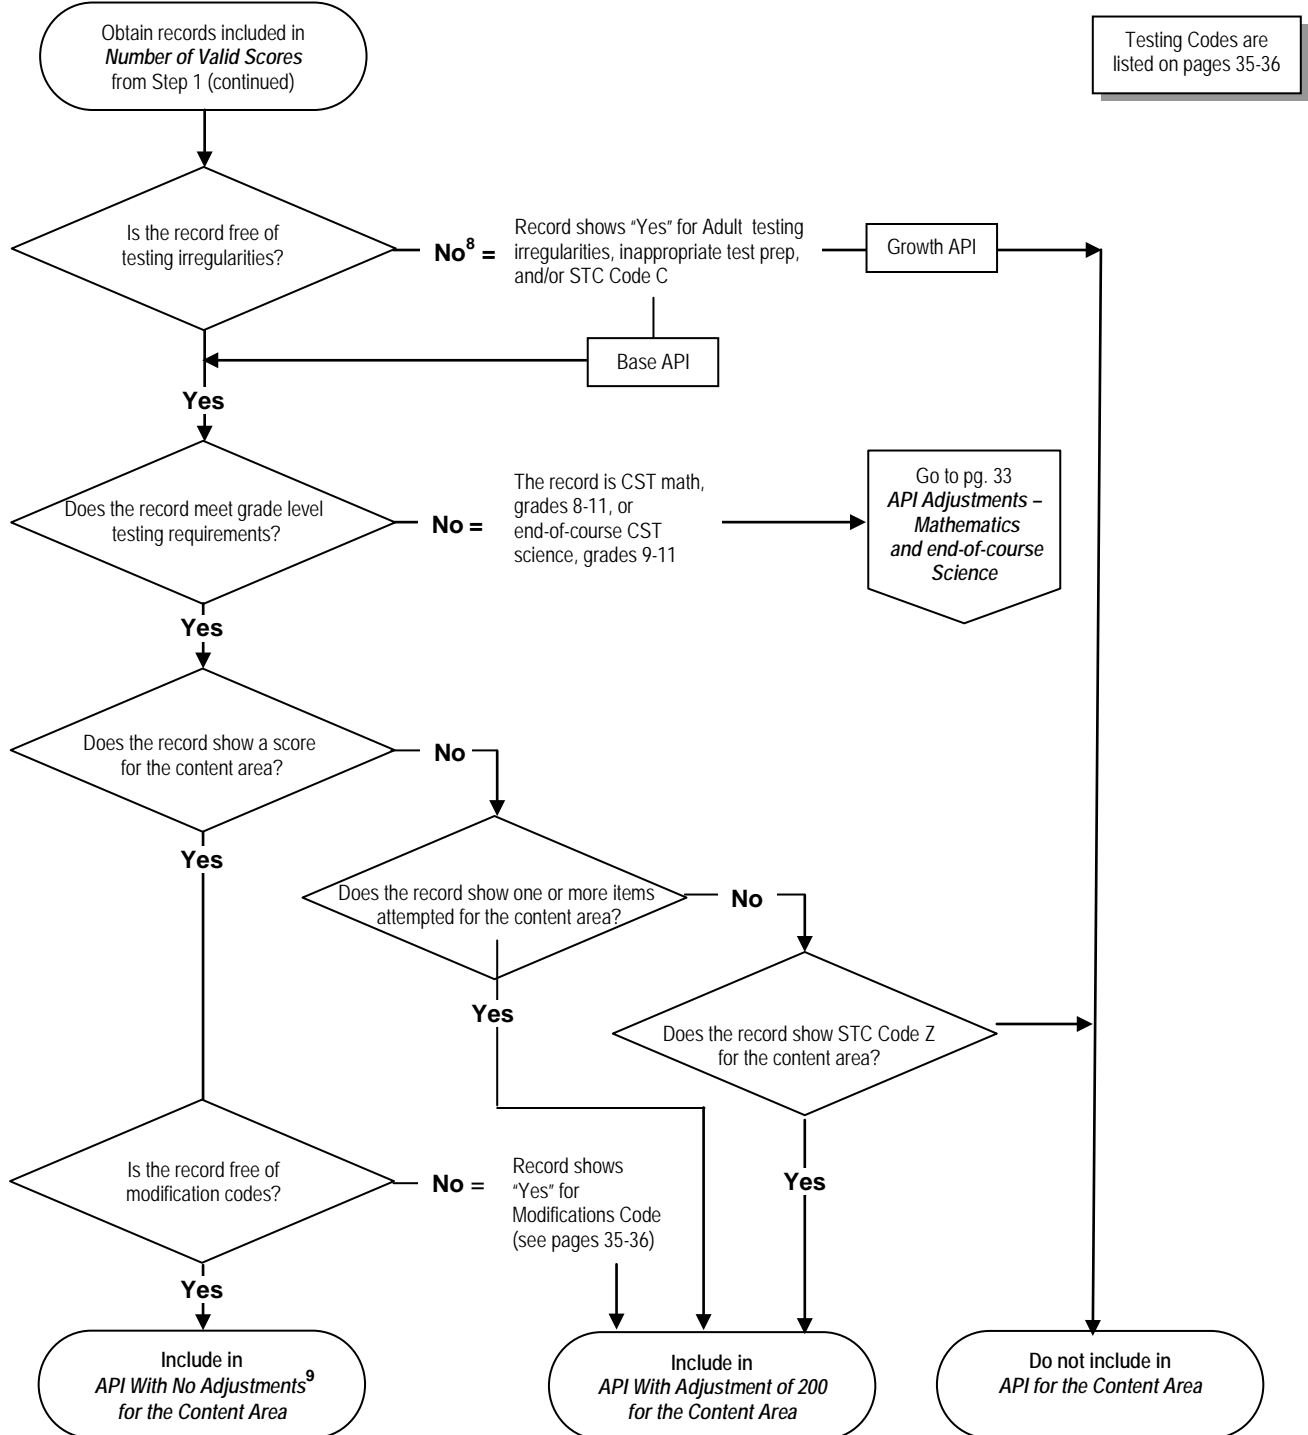 Obtain records included in
Number of Valid Scores
from Step 1 (continued)
Testing Codes are
listed on pages 35-36
Is the record free of
testing irregularities?
No8 =
Record shows “Yes” for Adult testing
irregularities, inappropriate test prep,
and/or STC Code C
Growth API
Base API
Yes
Does the record meet grade level
testing requirements?
No =
The record is CST math,
grades 8-11, or
end-of-course CST
science, grades 9-11
Go to pg. 33
API Adjustments –
Mathematics
and end-of-course
Science
Yes
Does the record show a score
for the content area?
No
Yes
Does the record show one or more items
attempted for the content area?
No
Yes
Does the record show STC Code Z
for the content area?
Yes
Is the record free of
modification codes?
No =
Record shows
“Yes” for
Modifications Code
(see pages 35-36)
Yes
Include in
API With No Adjustments9
for the Content Area
Include in
API With Adjustment of 200
for the Content Area
Do not include in
API for the Content Area